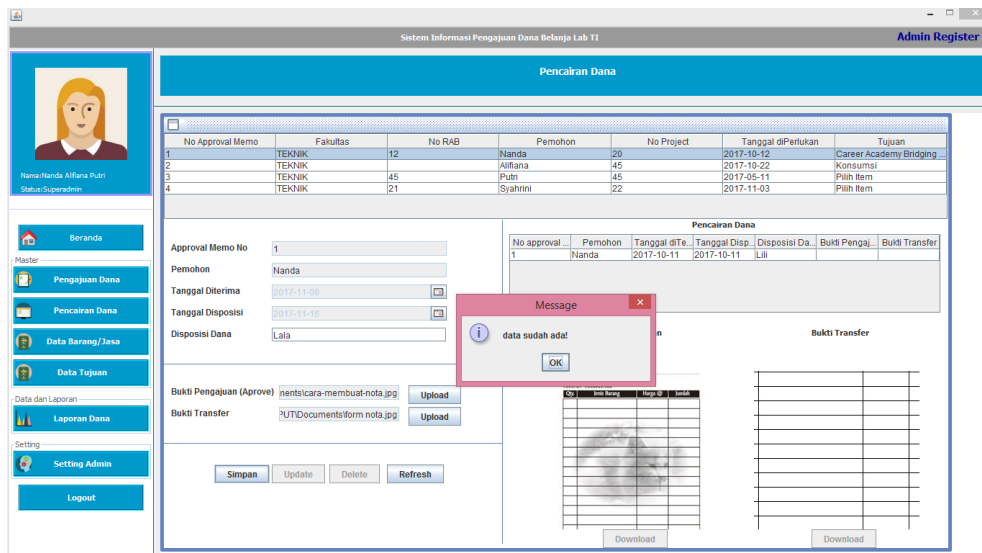 Sistem Informasi Pengajuan Dana Belanja Lab TI
Admin Register
Pencairan Dana
Nama:Nanda Alifiana Putri
Status:Superadmin
Beranda
Master
Pengajuan Dana
Pencairan Dana
Data Barang/Jasa
Data Tujuan
Data dan Laporan
Laporan Dana
Setting
Setting Admin
Logout
No Approval Memo Fakultas No RAB Pemohon No Project Tanggal diPerlukan Tujuan
1 TEKNIK 12 Nanda 20 2017-10-12 Career Academy Bridging ...
2 TEKNIK Alifiana 45 2017-10-22 Konsumsi
3 TEKNIK 45 Putri 45 2017-05-11 Pilih Item
4 TEKNIK 21 Syahrini 22 2017-11-03 Pilih Item
Approval Memo No 1
Pemohon Nanda
Tanggal Diterima 2017-11-08
Tanggal Disposisi 2017-11-16
Disposisi Dana Lala
Bukti Pengajuan (Aprove) nents\cara-membuat-nota.jpg Upload
Bukti Transfer PUT\Documents\form nota.jpg Upload
Simpan Update Delete Refresh
Pencairan Dana
No approval ... Pemohon Tanggal diTe... Tanggal Disp... Disposisi Da... Bukti Pengaj... Bukti Transfer
1 Nanda 2017-10-11 2017-10-11 Lili
Message
data sudah ada!
OK
Bukti Transfer
Qty. Jenis Barang Harga @ Jumlah
Download Download